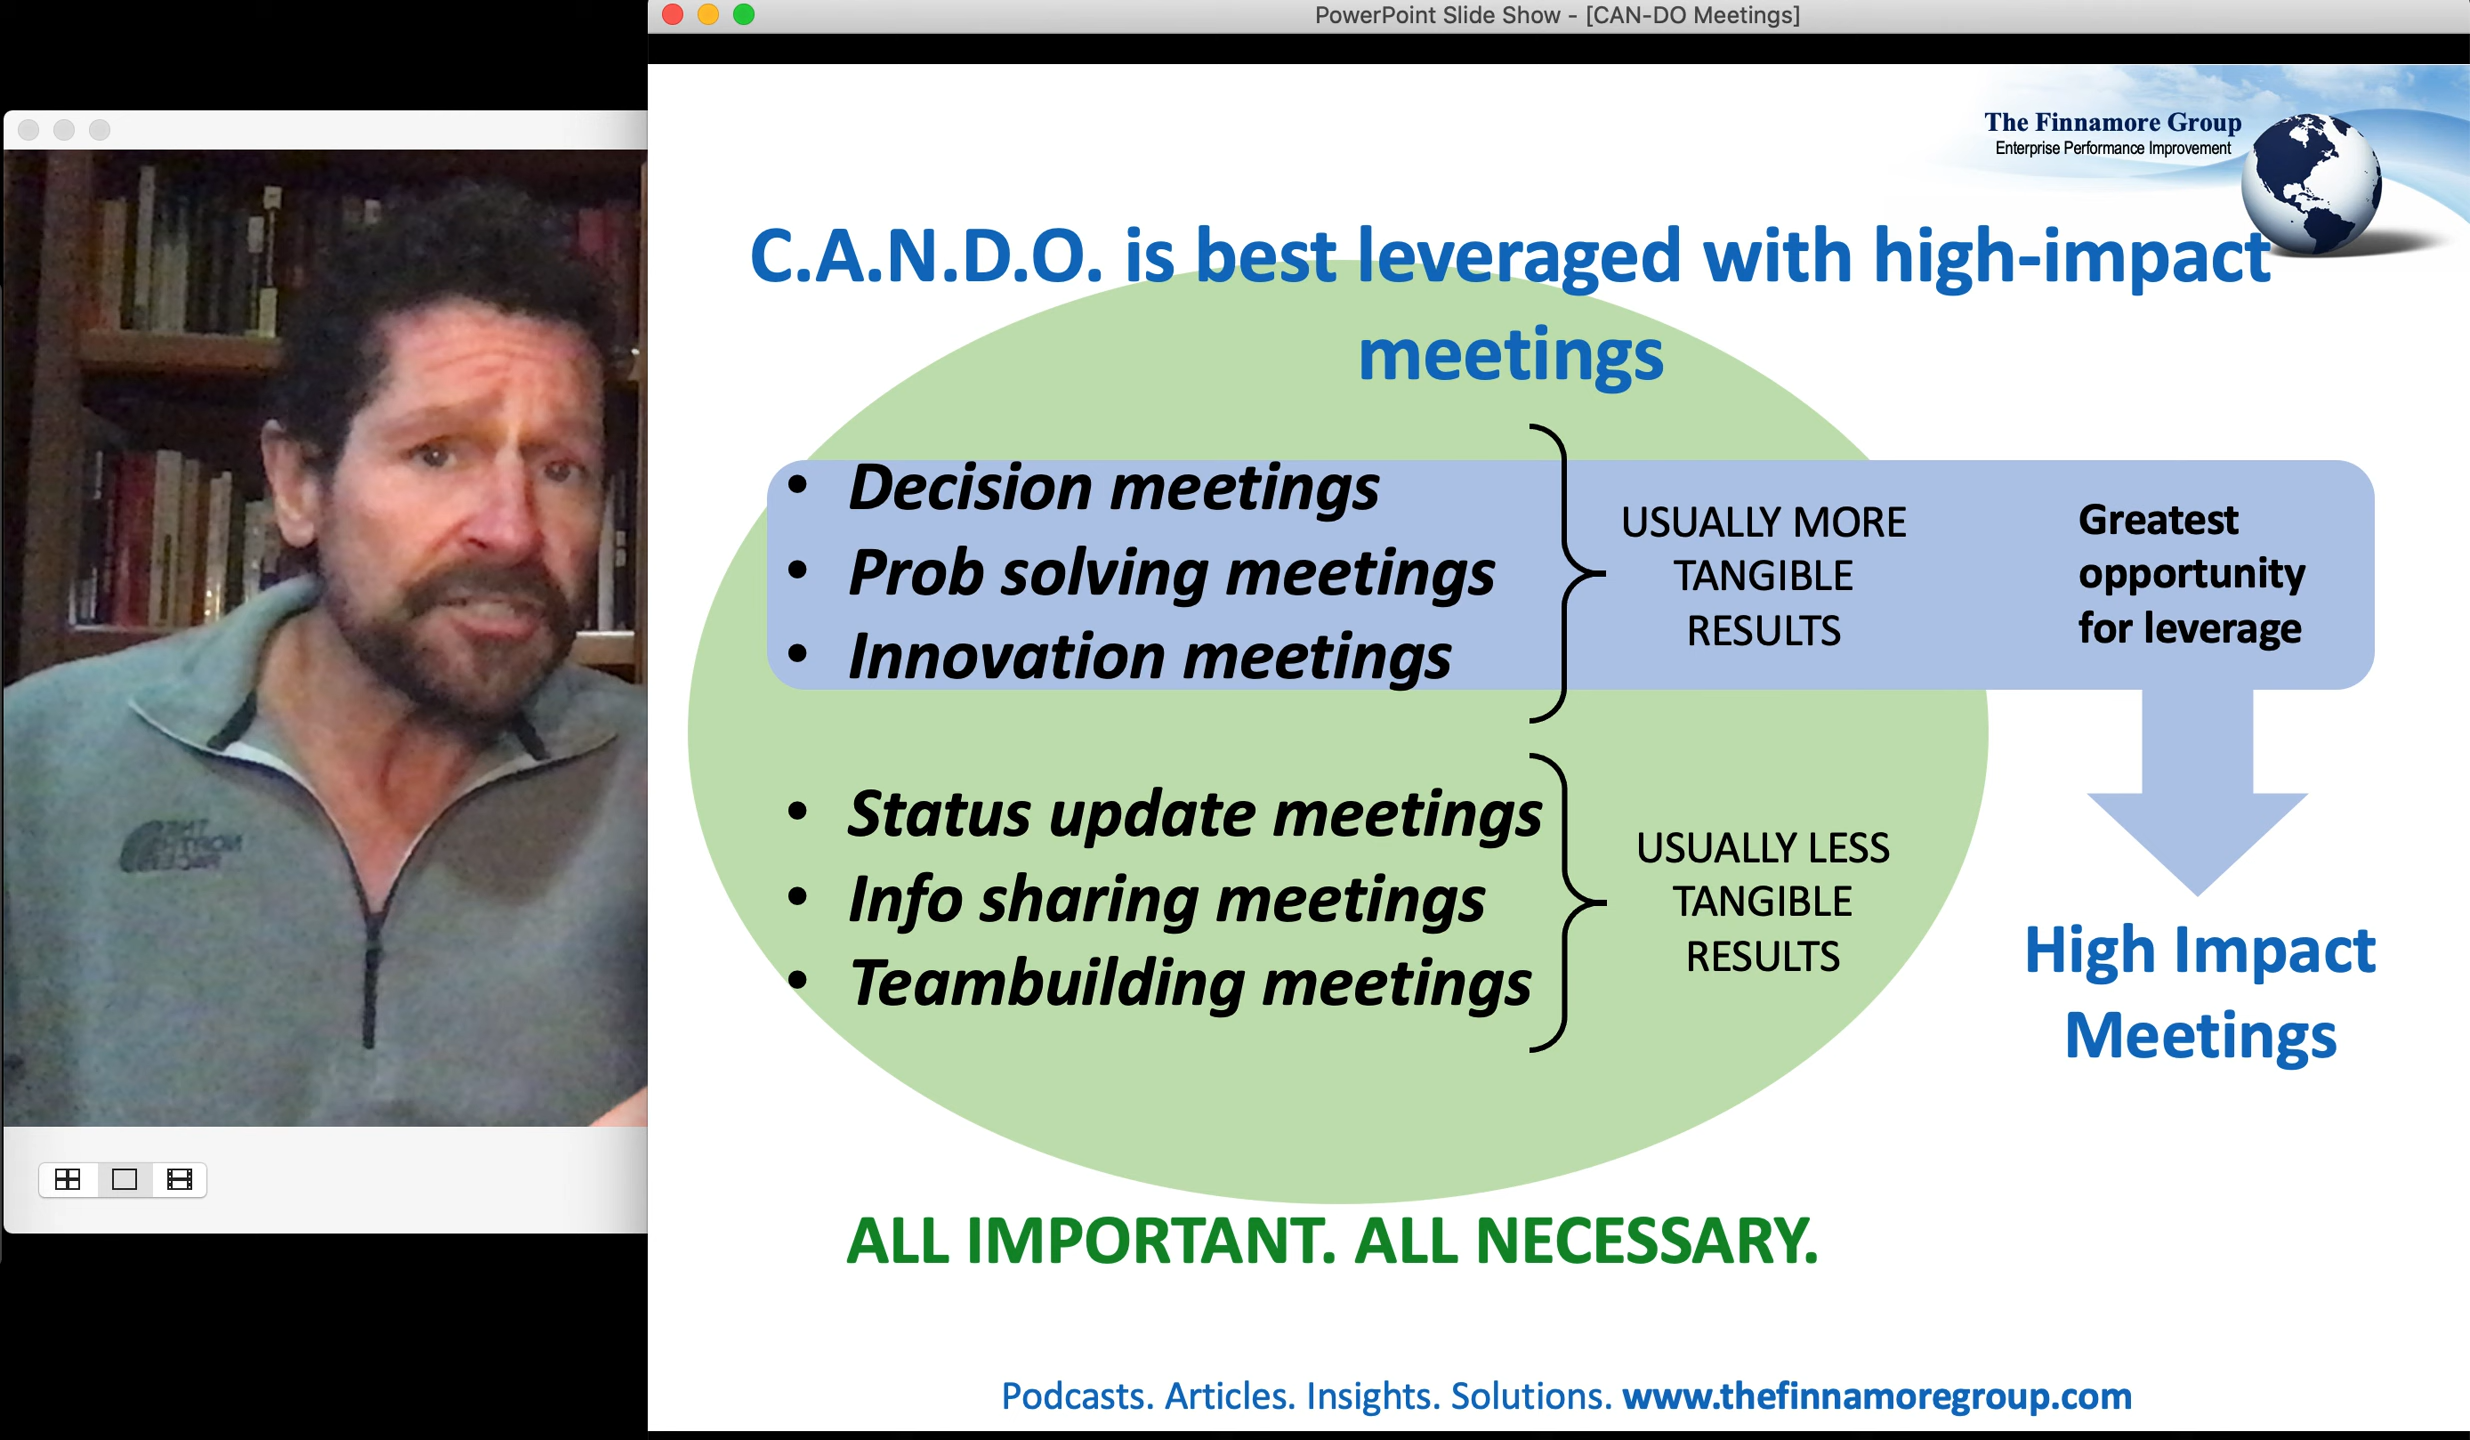 PowerPoint Slide Show - [CAN-DO Meetings]
The Finnamore Group
Enterprise Performance Improvement
C.A.N.D.O. is best leveraged with high-impact
meetings
• Decision meetings
• Prob solving meetings
• Innovation meetings
USUALLY MORE
TANGIBLE
RESULTS
Greatest
opportunity
for leverage
• Status update meetings
• Info sharing meetings
• Teambuilding meetings
USUALLY LESS
TANGIBLE
RESULTS
High Impact
Meetings
ALL IMPORTANT. ALL NECESSARY.
Podcasts. Articles. Insights. Solutions. www.thefinnamoregroup.com
THE
NORTH
FACE